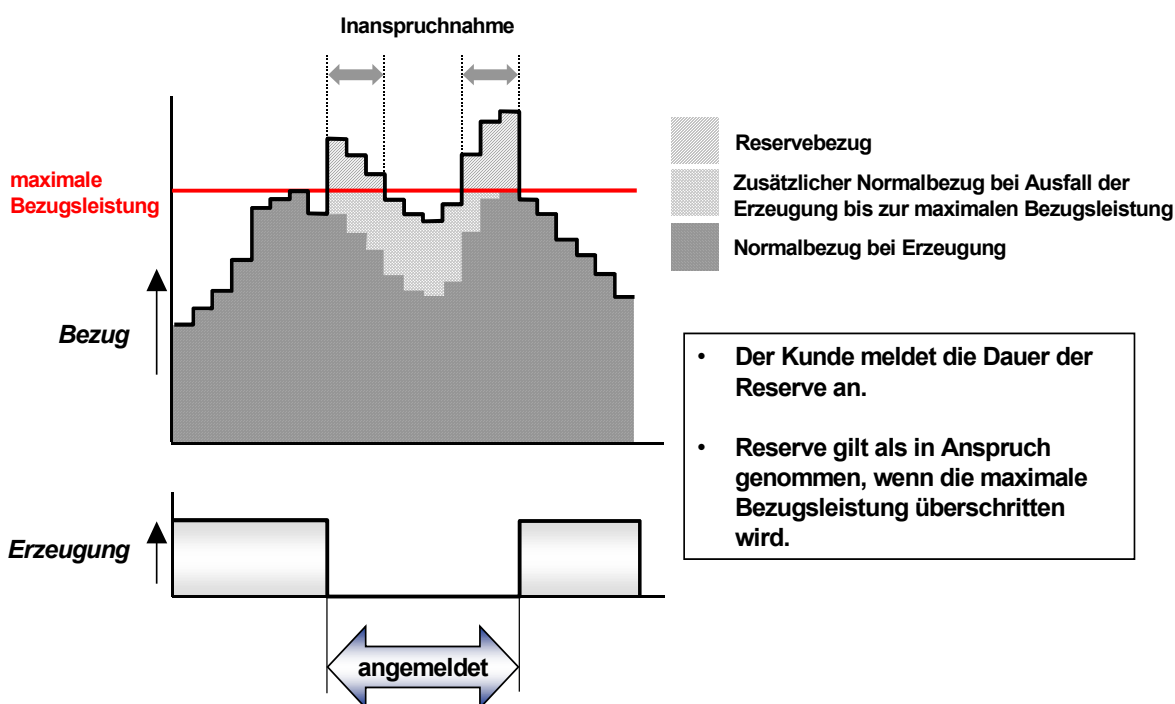 Inanspruchnahme
maximale
Bezugsleistung
Bezug
Reservebezug
Zusätzlicher Normalbezug bei Ausfall der
Erzeugung bis zur maximalen Bezugsleistung
Normalbezug bei Erzeugung
• Der Kunde meldet die Dauer der
Reserve an.
• Reserve gilt als in Anspruch
genommen, wenn die maximale
Bezugsleistung überschritten
wird.
Erzeugung
angemeldet